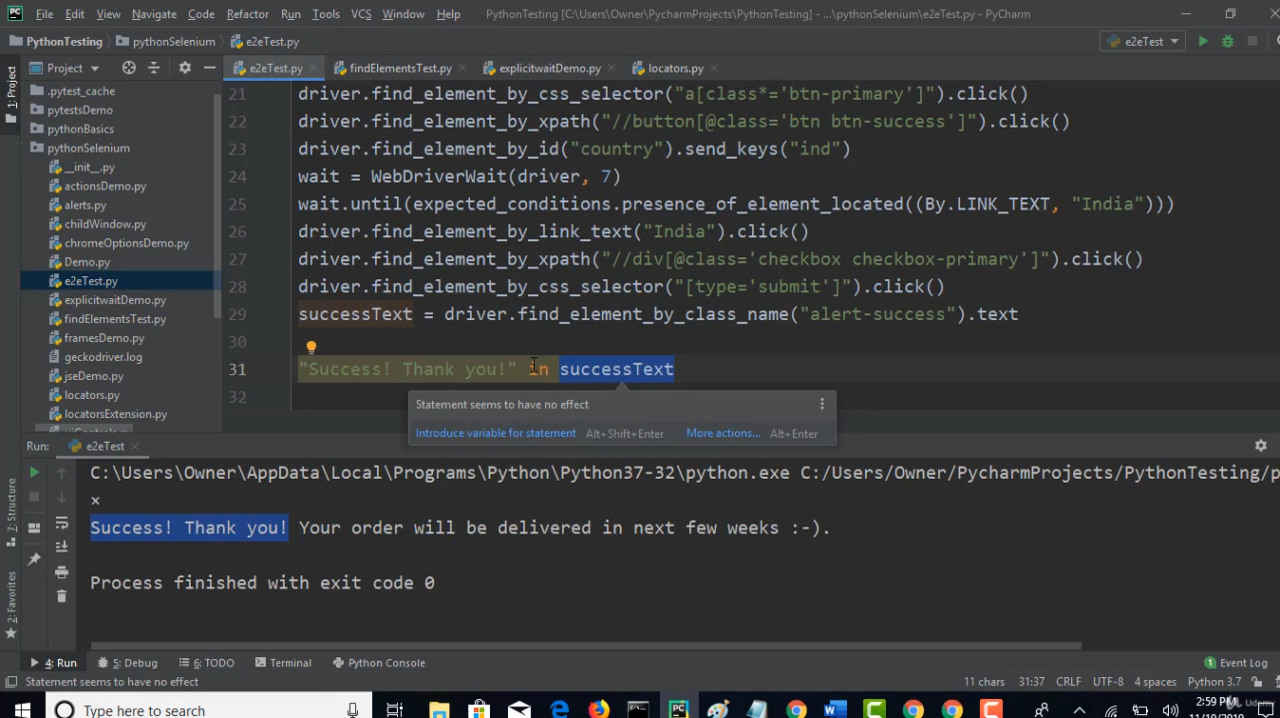 File Edit View Navigate Code Refactor Run Tools VCS Window Help PythonTesting [C:\Users\Owner\PycharmProjects\PythonTesting] - ...\pythonSelenium\e2eTest.py - PyCharm
PythonTesting pythonSelenium e2eTest.py e2eTest
1: Project
Project e2eTest.py findElementsTest.py explicitwaitDemo.py locators.py
.pytest_cache
pytestsDemo
pythonBasics
pythonSelenium
__init__.py
actionsDemo.py
alerts.py
childWindow.py
chromeOptionsDemo.py
Demo.py
e2eTest.py
explicitwaitDemo.py
findElementsTest.py
framesDemo.py
geckodriver.log
jseDemo.py
locators.py
locatorsExtension.py
21 driver.find_element_by_css_selector("a[class*='btn-primary']").click()
22 driver.find_element_by_xpath("//button[@class='btn btn-success']").click()
23 driver.find_element_by_id("country").send_keys("ind")
24 wait = WebDriverWait(driver, 7)
25 wait.until(expected_conditions.presence_of_element_located((By.LINK_TEXT, "India")))
26 driver.find_element_by_link_text("India").click()
27 driver.find_element_by_xpath("//div[@class='checkbox checkbox-primary']").click()
28 driver.find_element_by_css_selector("[type='submit']").click()
29 successText = driver.find_element_by_class_name("alert-success").text
30
31 "Success! Thank you!" in successText
32
Statement seems to have no effect
Introduce variable for statement Alt+Shift+Enter More actions... Alt+Enter
Run: e2eTest
C:\Users\Owner\AppData\Local\Programs\Python\Python37-32\python.exe C:/Users/Owner/PycharmProjects/PythonTesting/p
×
Success! Thank you! Your order will be delivered in next few weeks :-).
Process finished with exit code 0
7: Structure
2: Favorites
4: Run 5: Debug 6: TODO Terminal Python Console 1 Event Log
Statement seems to have no effect 11 chars 31:37 CRLF UTF-8 4 spaces Python 3.7
Type here to search 2:59 PM
Udemy